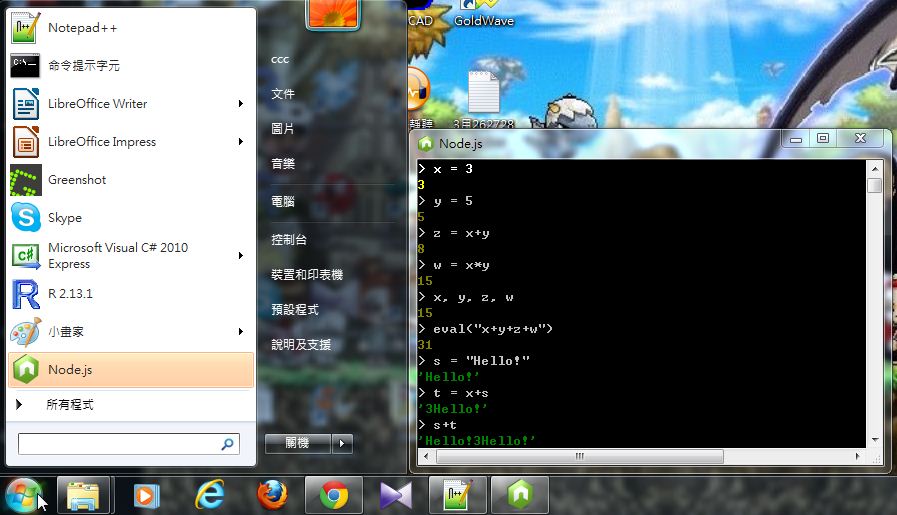 Notepad++
命令提示字元
LibreOffice Writer
LibreOffice Impress
Greenshot
Skype
Microsoft Visual C# 2010
Express
R 2.13.1
小畫家
Node.js
所有程式
ccc
文件
圖片
音樂
電腦
控制台
裝置和印表機
預設程式
說明及支援
關機
CAD
GoldWave
3月262728
Node.js
> x = 3
3
> y = 5
5
> z = x+y
8
> w = x*y
15
> x, y, z, w
15
> eval("x+y+z+w")
31
> s = "Hello!"
'Hello!'
> t = x+s
'3Hello!'
> s+t
'Hello!3Hello!'